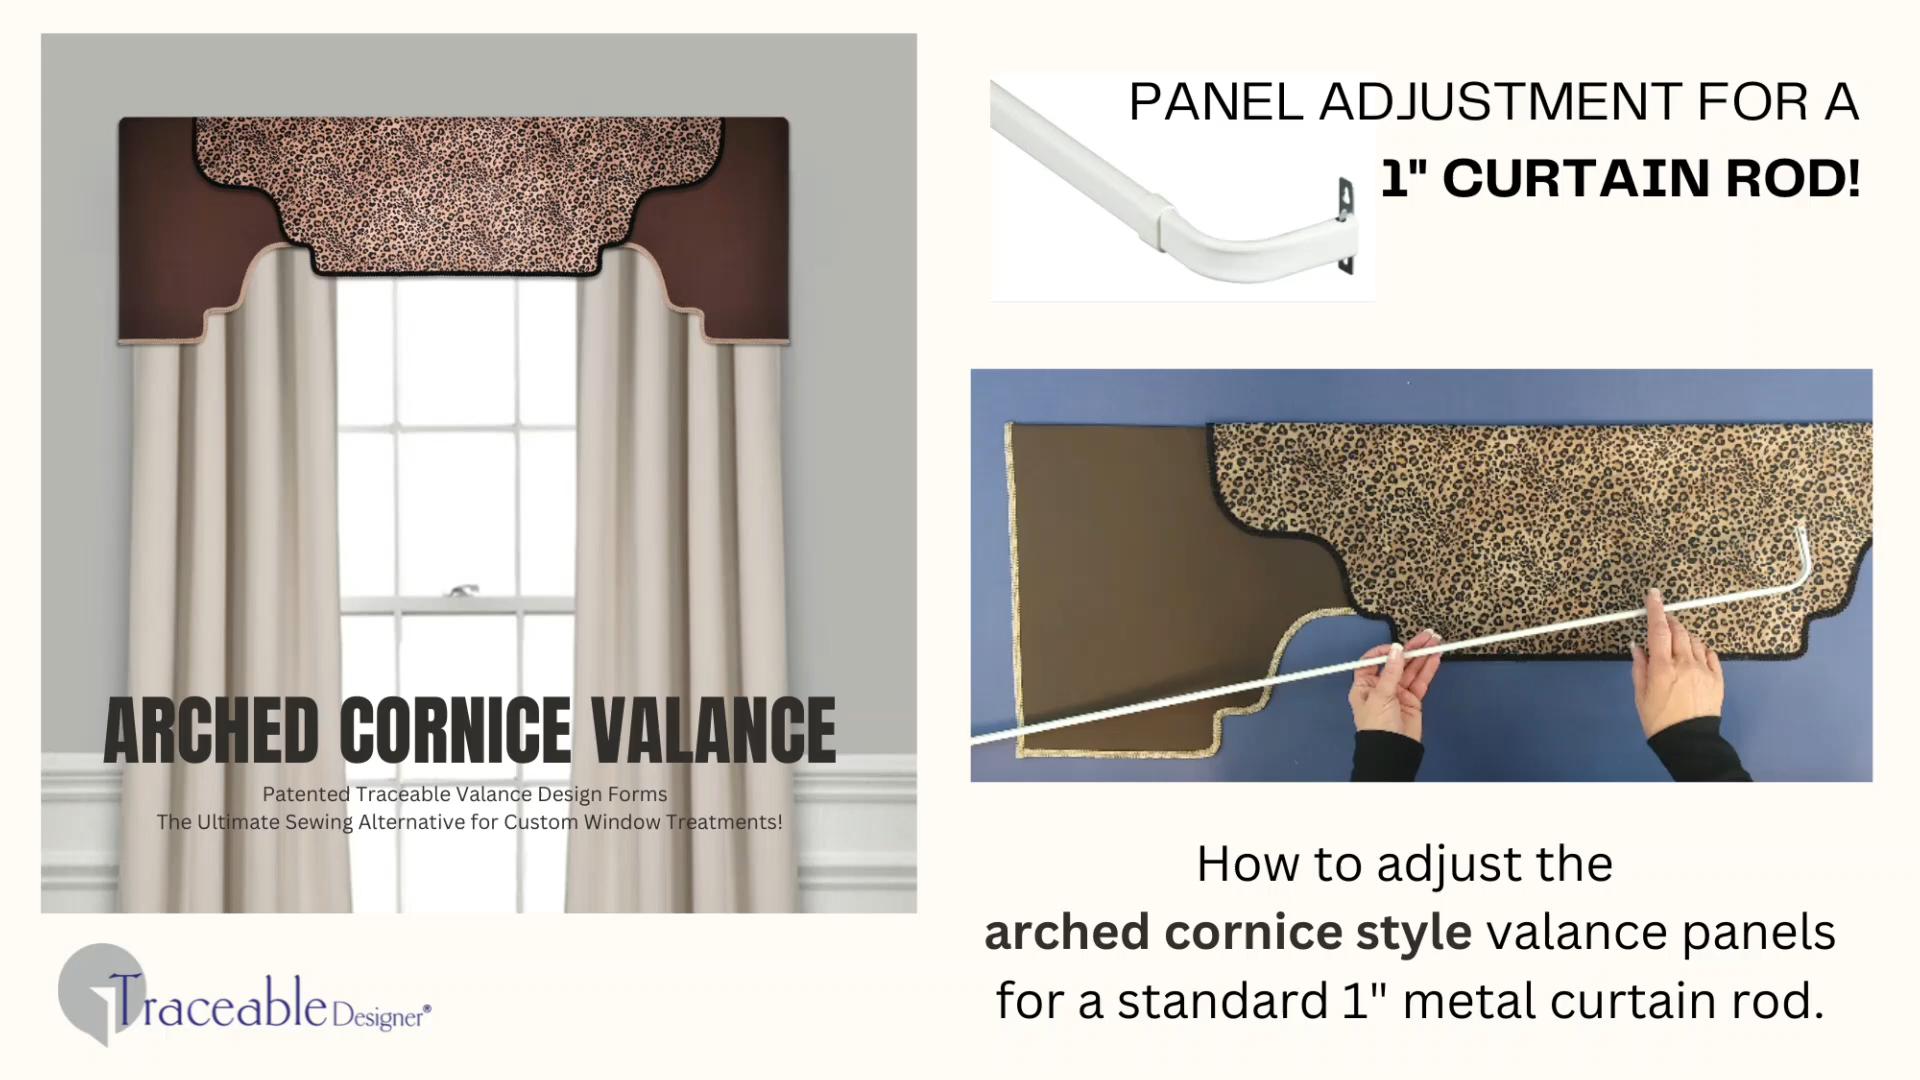 ARCHED CORNICE VALANCE
Patented Traceable Valance Design Forms
The Ultimate Sewing Alternative for Custom Window Treatments!
Traceable Designer®
PANEL ADJUSTMENT FOR A
1" CURTAIN ROD!
How to adjust the
arched cornice style valance panels
for a standard 1" metal curtain rod.